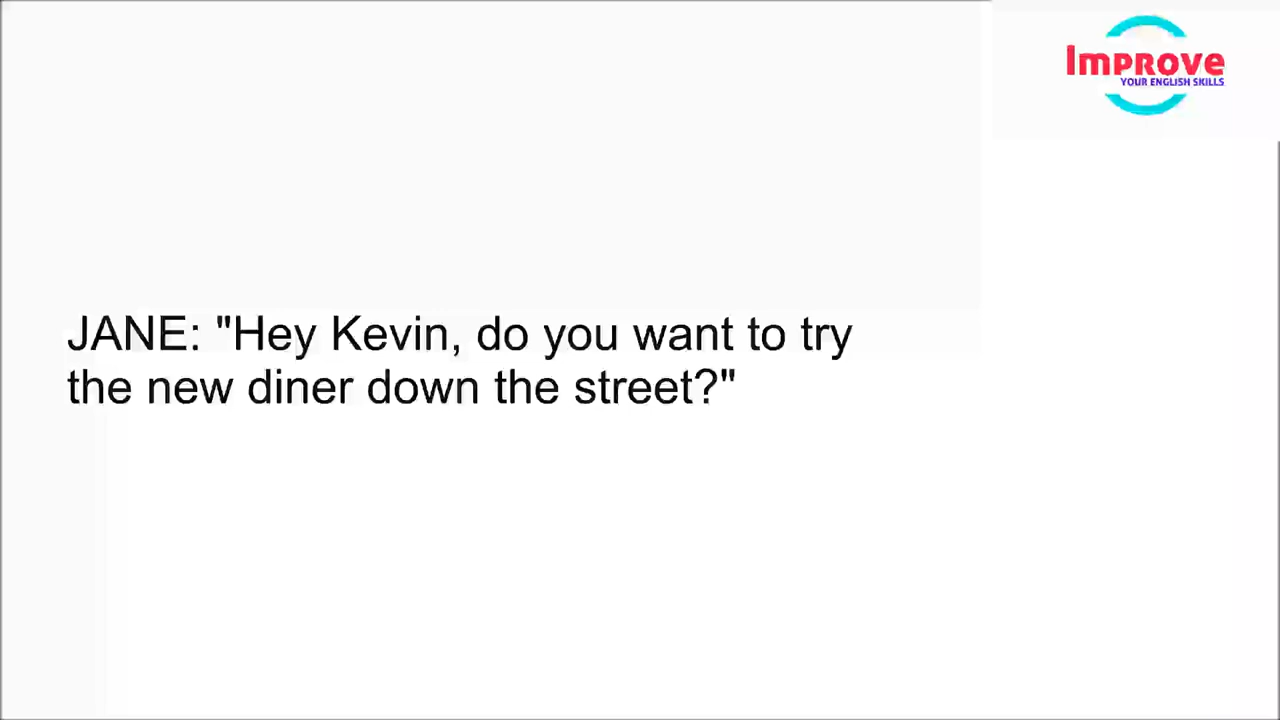 Improve
YOUR ENGLISH SKILLS
JANE: "Hey Kevin, do you want to try
the new diner down the street?"